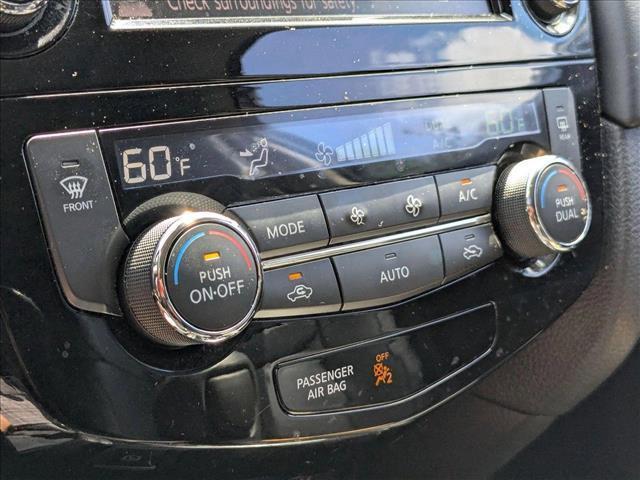 Check surroundings for safety.
60°F
60°F
A/C
FRONT
REAR
MODE
A/C
PUSH
ON·OFF
AUTO
PUSH
DUAL
PASSENGER
AIR BAG
OFF
2